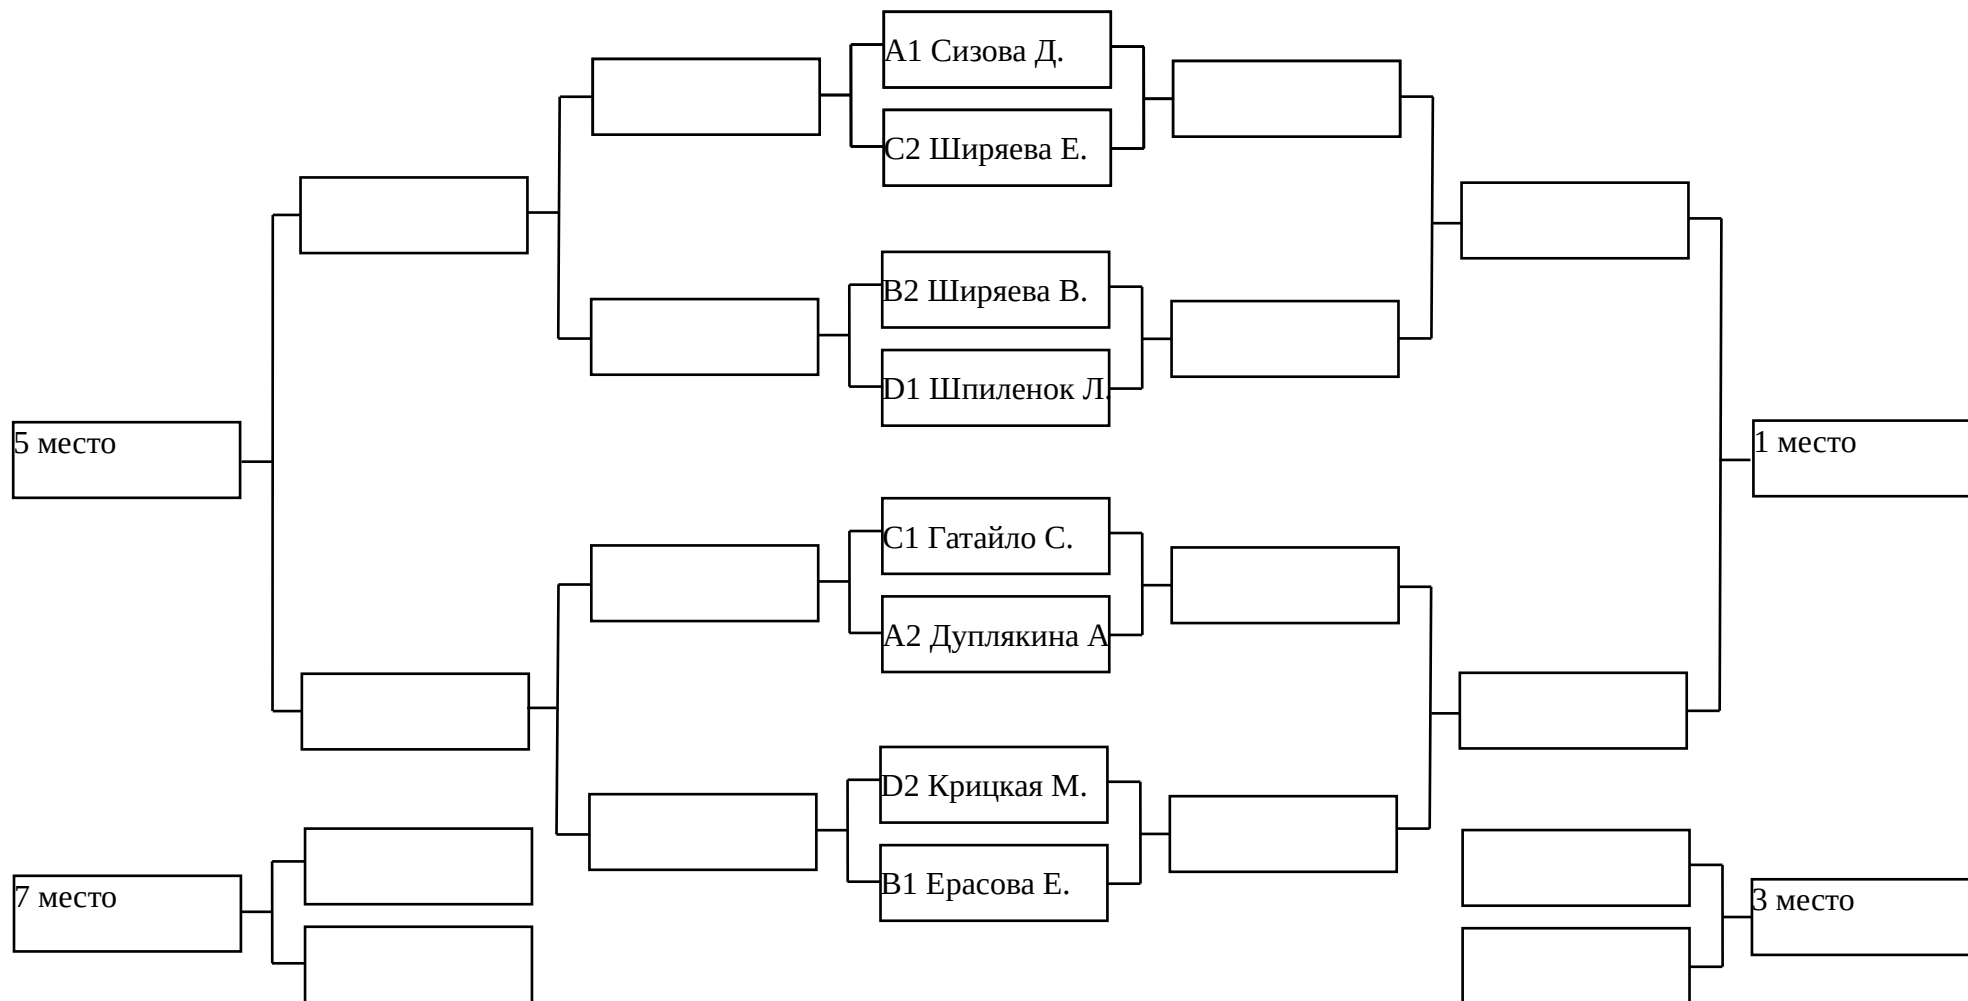 A1 Сизова Д.
C2 Ширяева Е.
B2 Ширяева В.
D1 Шпиленок Л.
5 место
1 место
C1 Гатайло С.
A2 Дуплякина А
D2 Крицкая М.
B1 Ерасова Е.
7 место
3 место